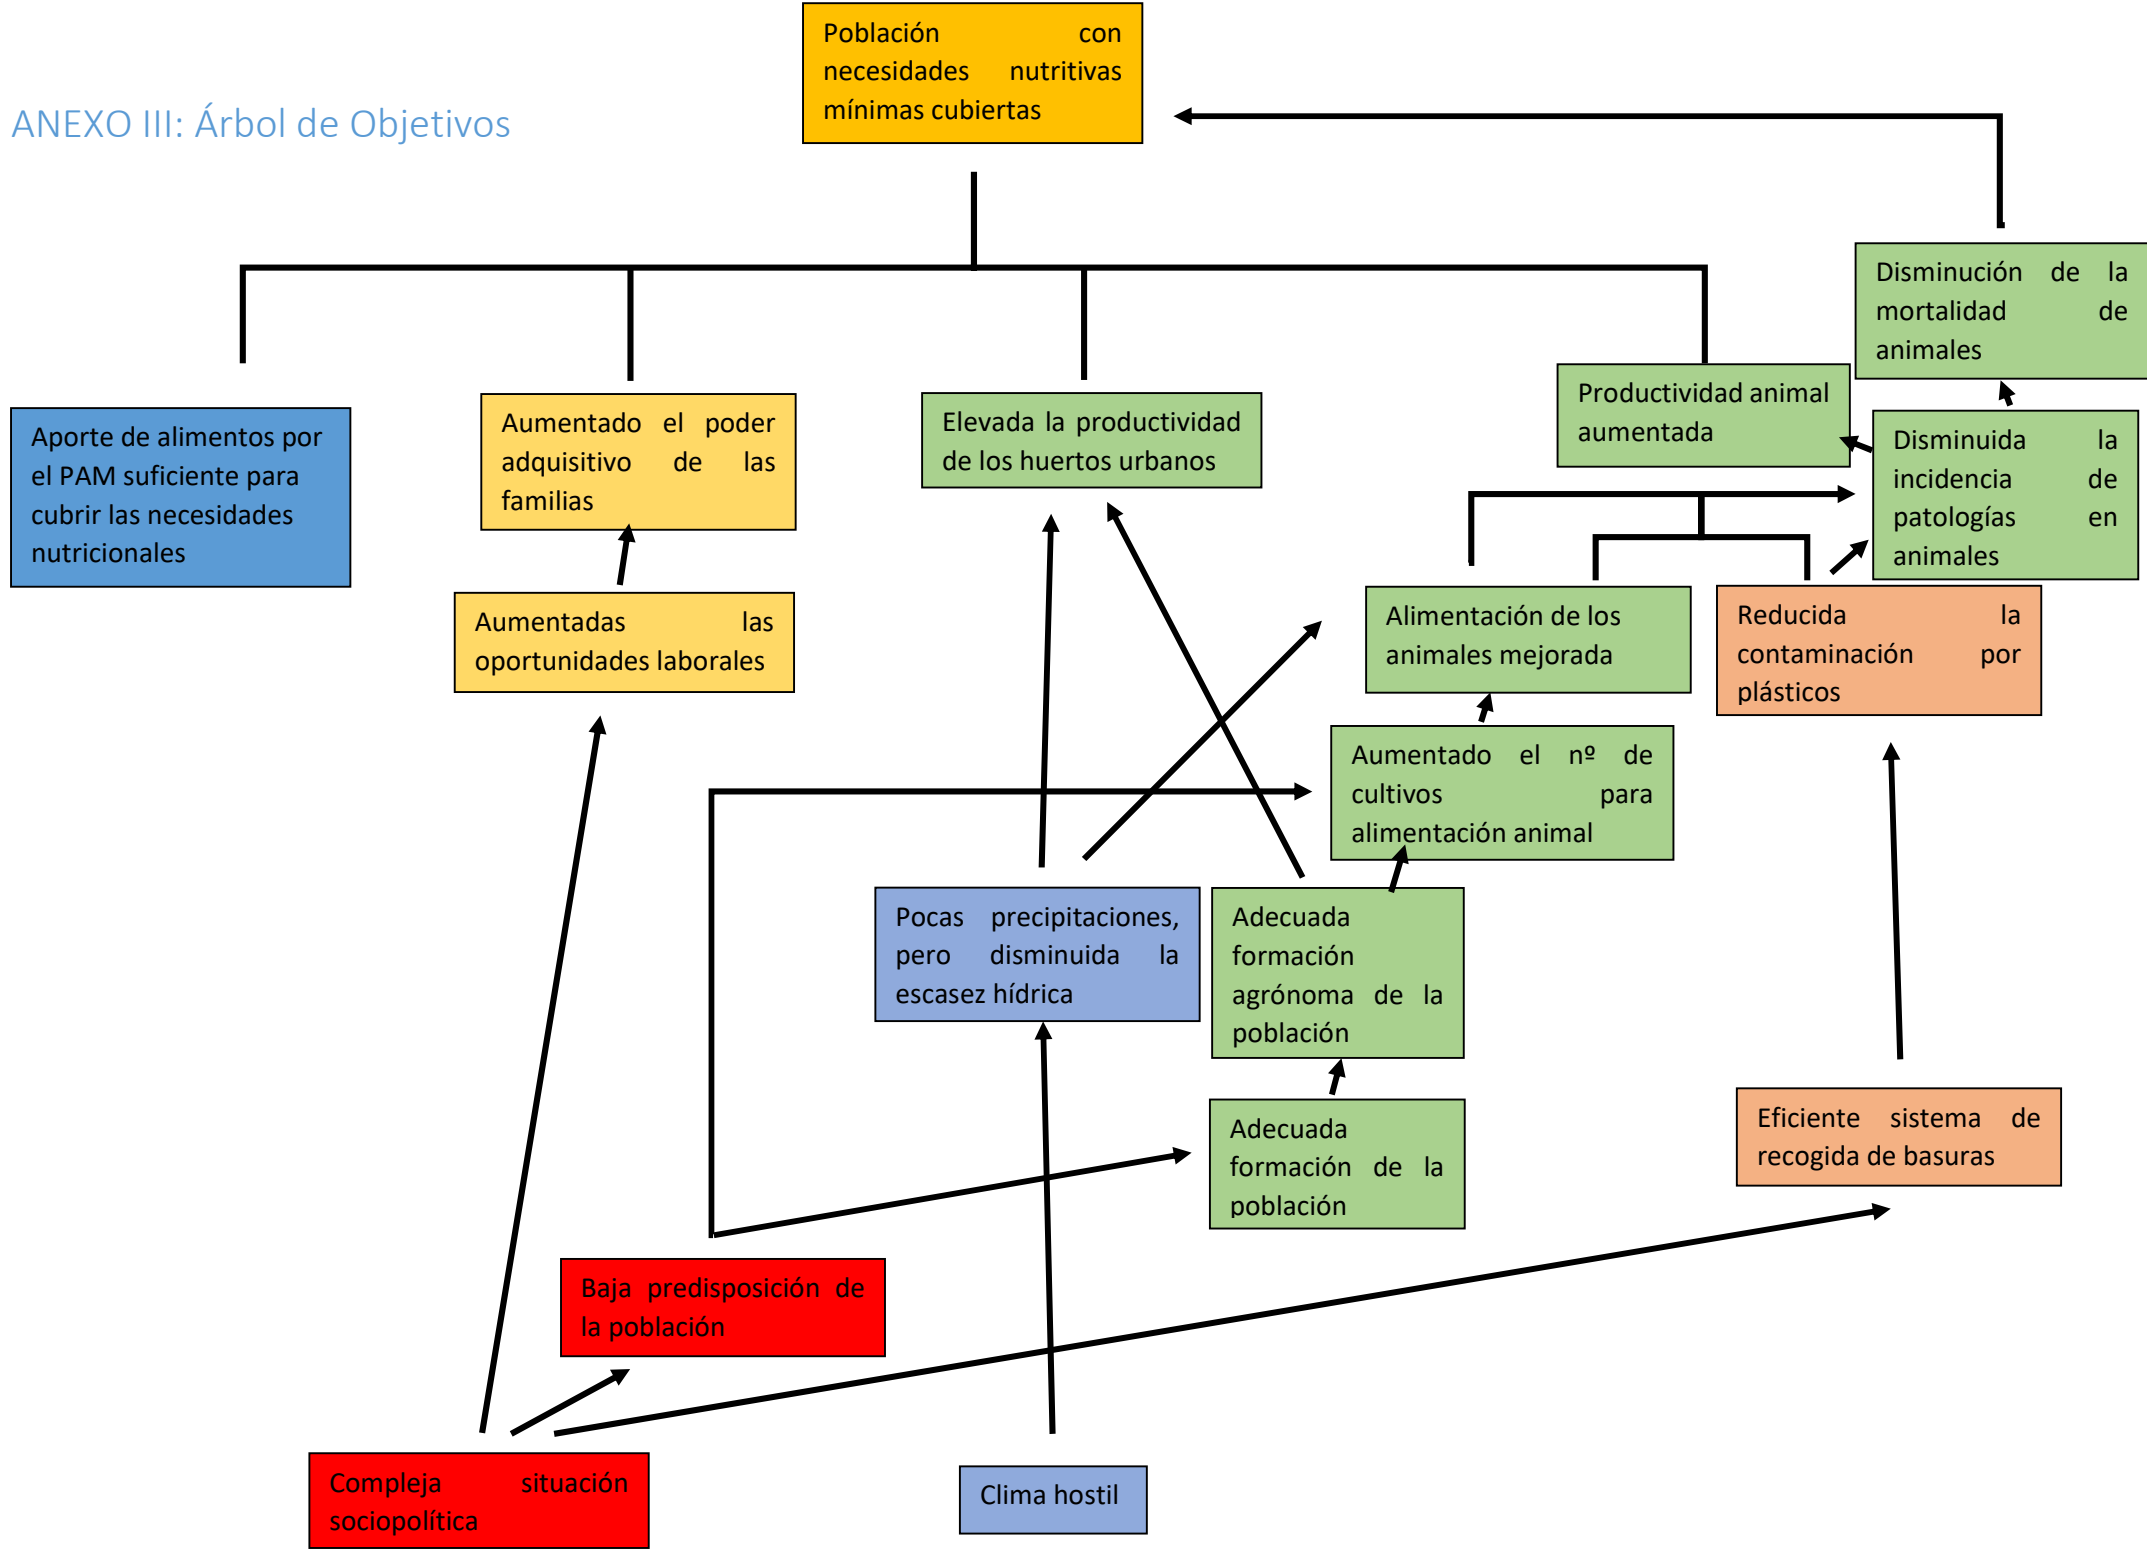 Población con
necesidades nutritivas
mínimas cubiertas
ANEXO III: Árbol de Objetivos
Disminución de la
mortalidad de
animales
Productividad animal
aumentada
Aporte de alimentos por
el PAM suficiente para
cubrir las necesidades
nutricionales
Aumentado el poder
adquisitivo de las
familias
Elevada la productividad
de los huertos urbanos
Disminuida la
incidencia de
patologías en
animales
Aumentadas las
oportunidades laborales
Alimentación de los
animales mejorada
Reducida la
contaminación por
plásticos
Aumentado el nº de
cultivos para
alimentación animal
Pocas precipitaciones,
pero disminuida la
escasez hídrica
Adecuada
formación
agrónoma de la
población
Adecuada
formación de la
población
Eficiente sistema de
recogida de basuras
Baja predisposición de
la población
Compleja situación
sociopolítica
Clima hostil